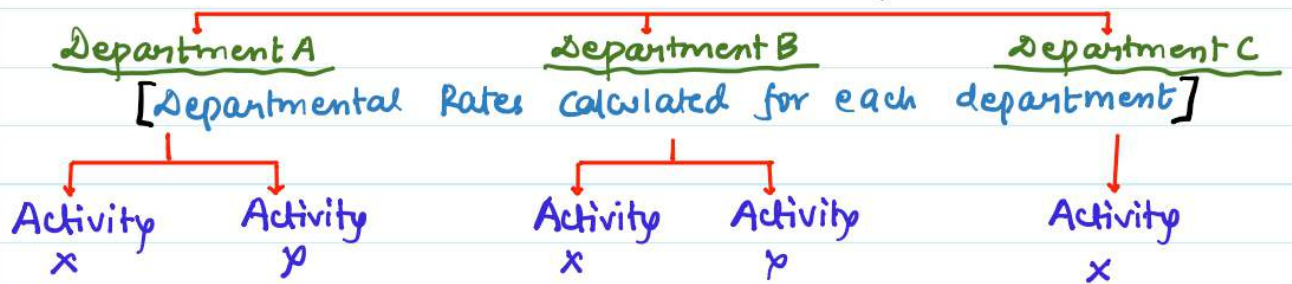 Department A Department B Department C
[Departmental Rates calculated for each department]
Activity Activity Activity Activity Activity
x y x y x